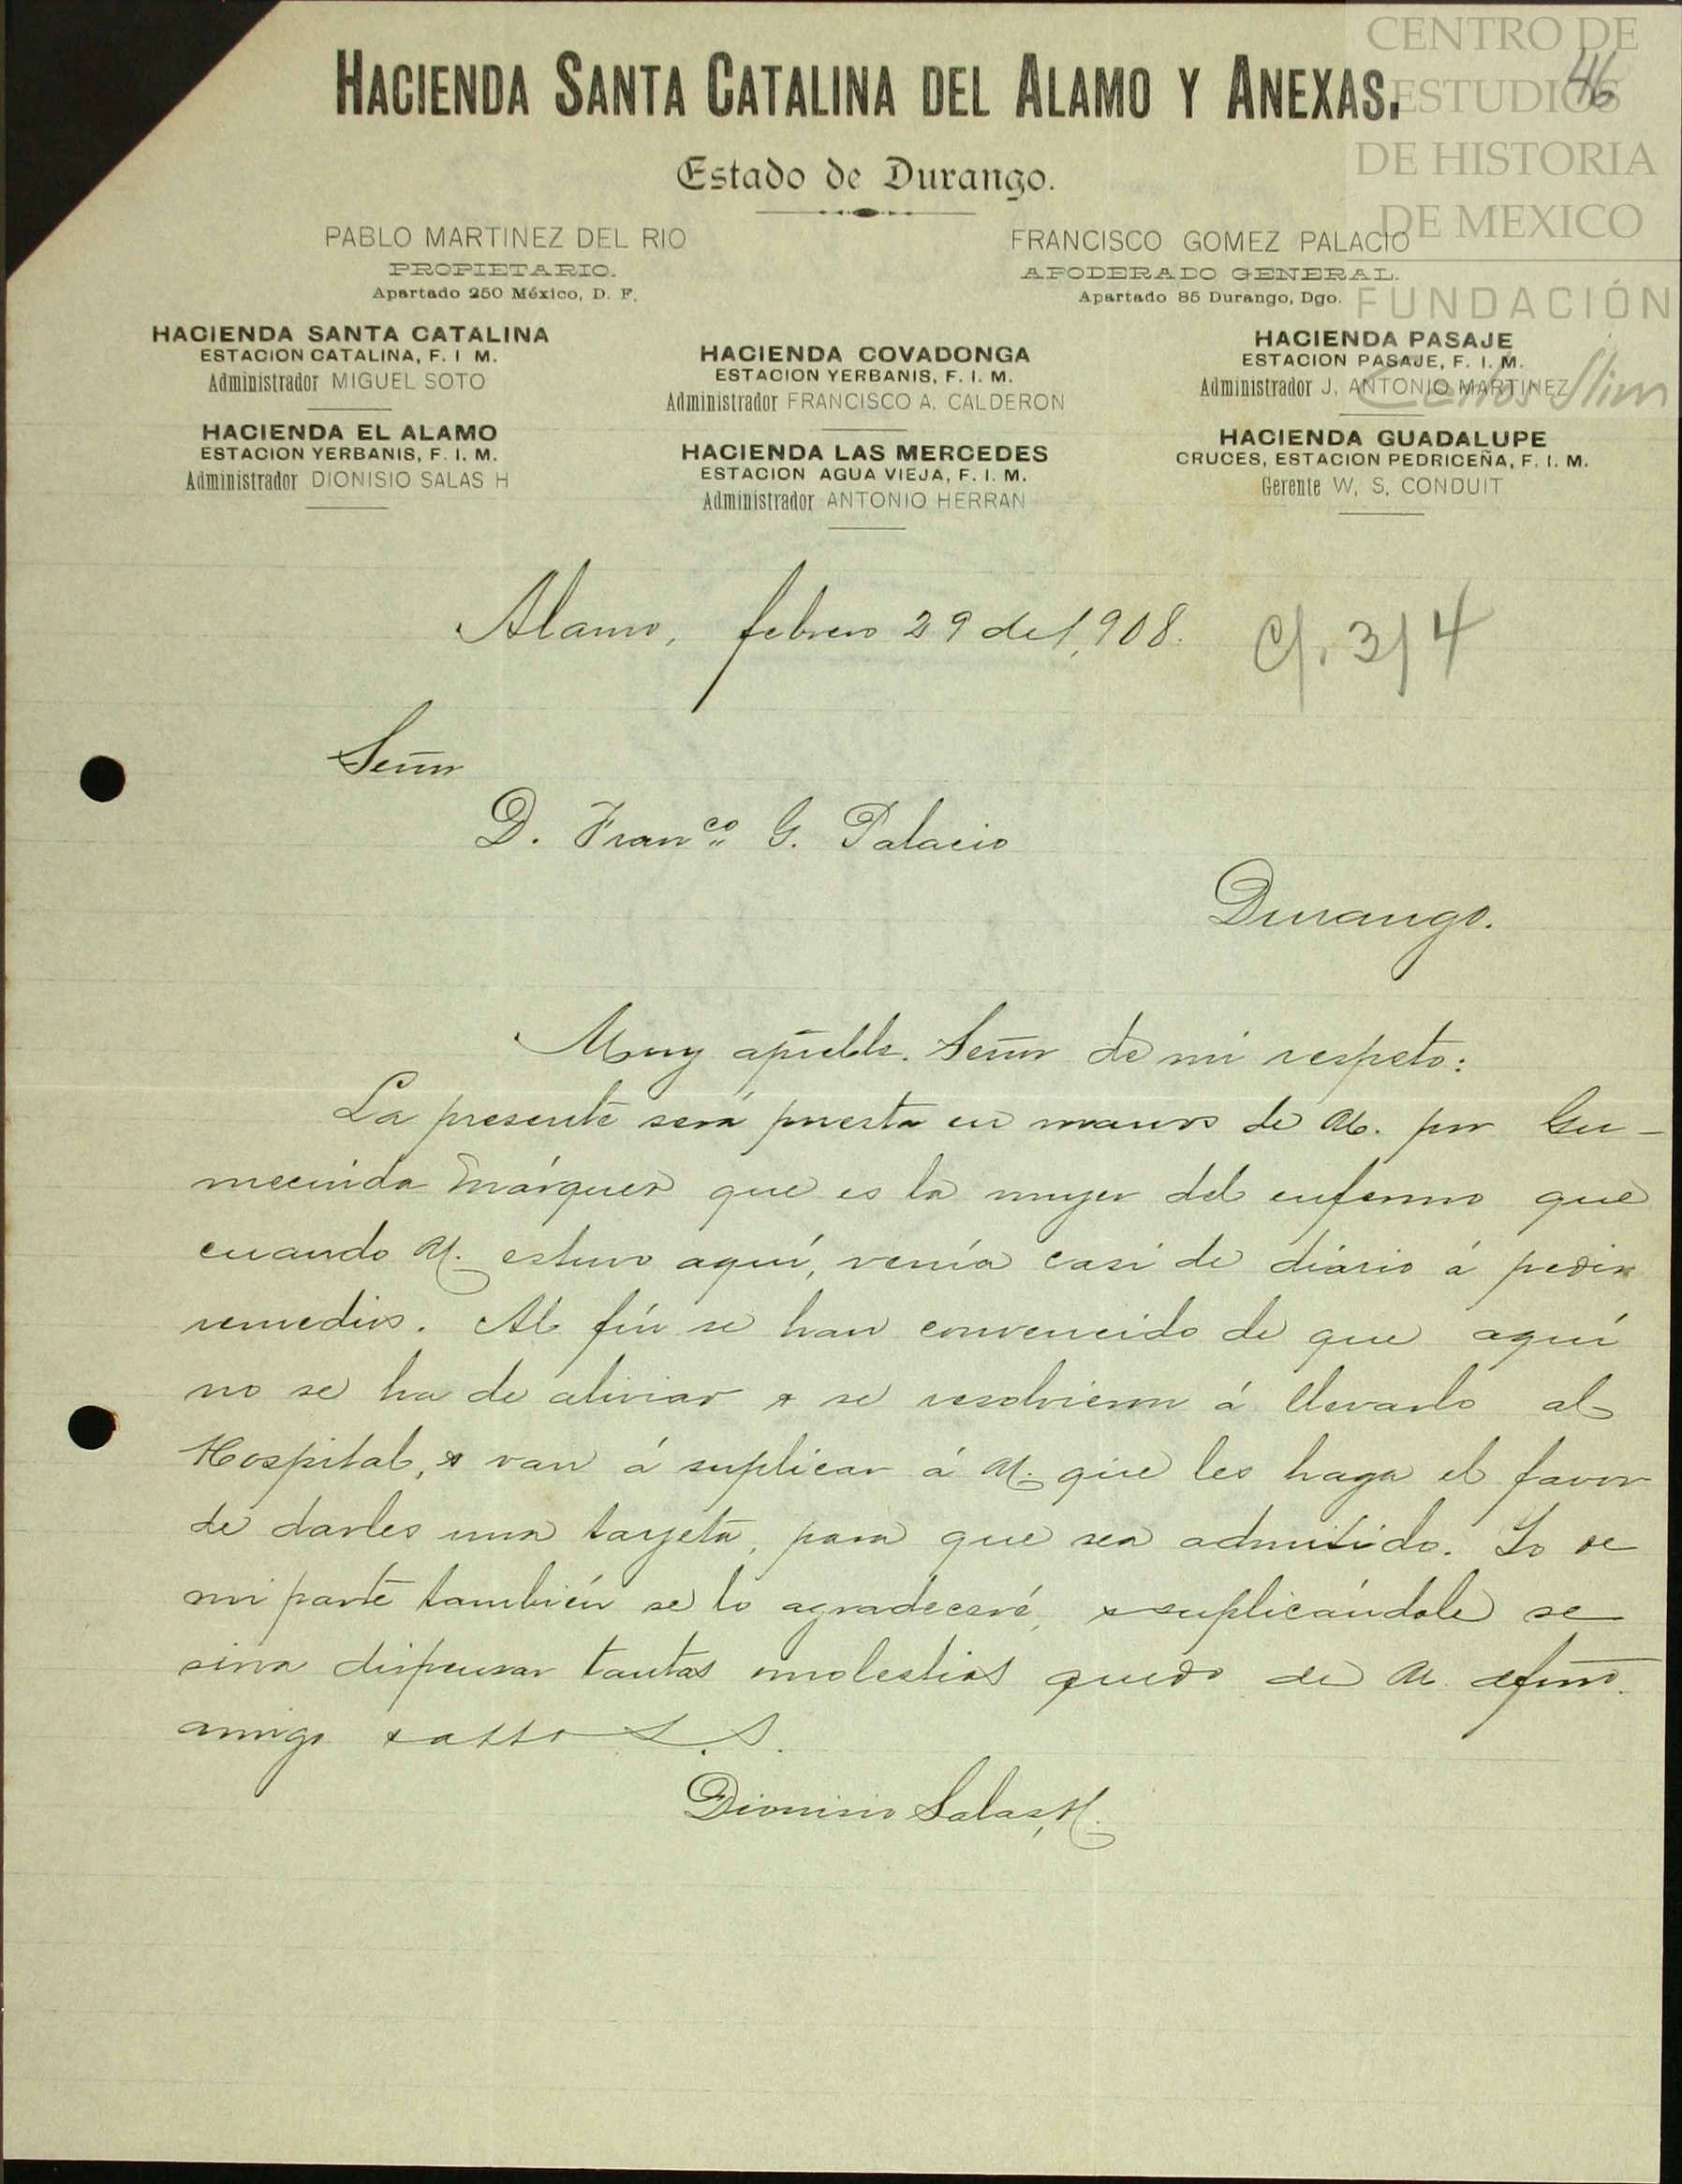 CENTRO DE
ESTUDIOS
DE HISTORIA
DE MEXICO
FUNDACIÓN
Carlos Slim
46
HACIENDA SANTA CATALINA DEL ALAMO Y ANEXAS.
Estado de Durango.
PABLO MARTINEZ DEL RIO
PROPIETARIO.
Apartado 250 México, D. F.
FRANCISCO GOMEZ PALACIO
APODERADO GENERAL.
Apartado 85 Durango, Dgo.
HACIENDA SANTA CATALINA
ESTACION CATALINA, F. I M.
Administrador MIGUEL SOTO
HACIENDA EL ALAMO
ESTACION YERBANIS, F. I. M.
Administrador DIONISIO SALAS H
HACIENDA COVADONGA
ESTACION YERBANIS, F. I. M.
Administrador FRANCISCO A. CALDERON
HACIENDA LAS MERCEDES
ESTACION AGUA VIEJA, F. I. M.
Administrador ANTONIO HERRAN
HACIENDA PASAJE
ESTACION PASAJE, F. I. M.
Administrador J. ANTONIO MARTINEZ
HACIENDA GUADALUPE
CRUCES, ESTACION PEDRICEÑA, F. I. M.
Gerente W. S. CONDUIT
Alamo, febrero 29 de 1,908.
C/. 3/4
Señor
D. Franco. G. Palacio
Durango.
Muy apreble. Señor de mi respeto:
La presente será puesta en manos de U. por Gu-
mecinda Márquez que es la mujer del enfermo que
cuando U. estuvo aquí, venía casi de diário á pedir
remedios. Al fín se han convencido de que aquí
no se ha de aliviar y se resolvieron á llevarlo al
Hospital, y van á suplicar á U. que les haga el favor
de darles una tarjeta, para que sea admitido. Yo de
mi parte también se lo agradeceré, y suplicándole se
sirva dispensar tantas molestias quedo de U. afmo.
amigo y atto S. S.
Dionisio Salas H.